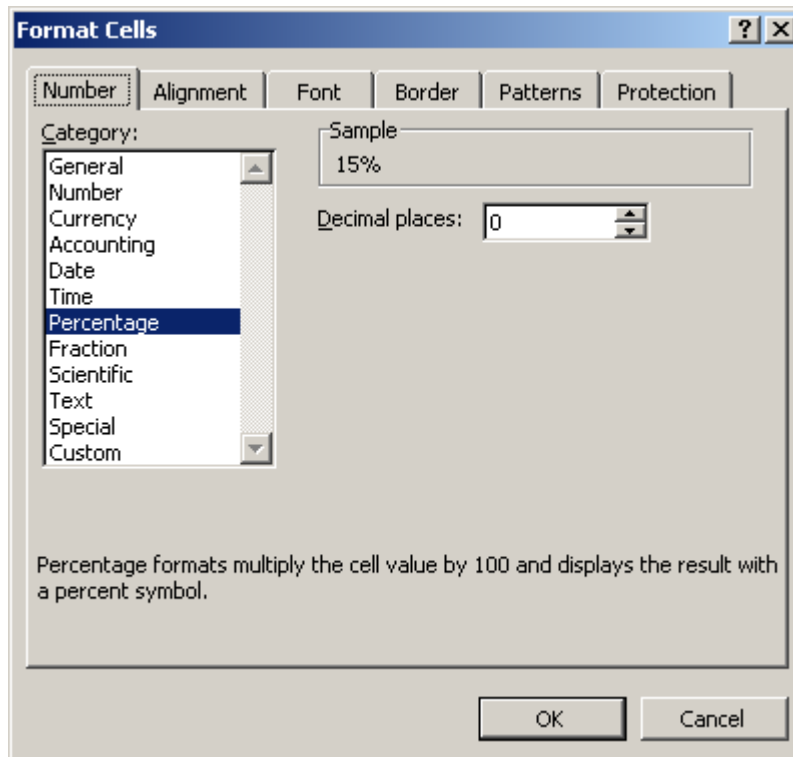 Format Cells
Number Alignment Font Border Patterns Protection
Category:
General
Number
Currency
Accounting
Date
Time
Percentage
Fraction
Scientific
Text
Special
Custom
Sample
15%
Decimal places: 0
Percentage formats multiply the cell value by 100 and displays the result with
a percent symbol.
OK Cancel